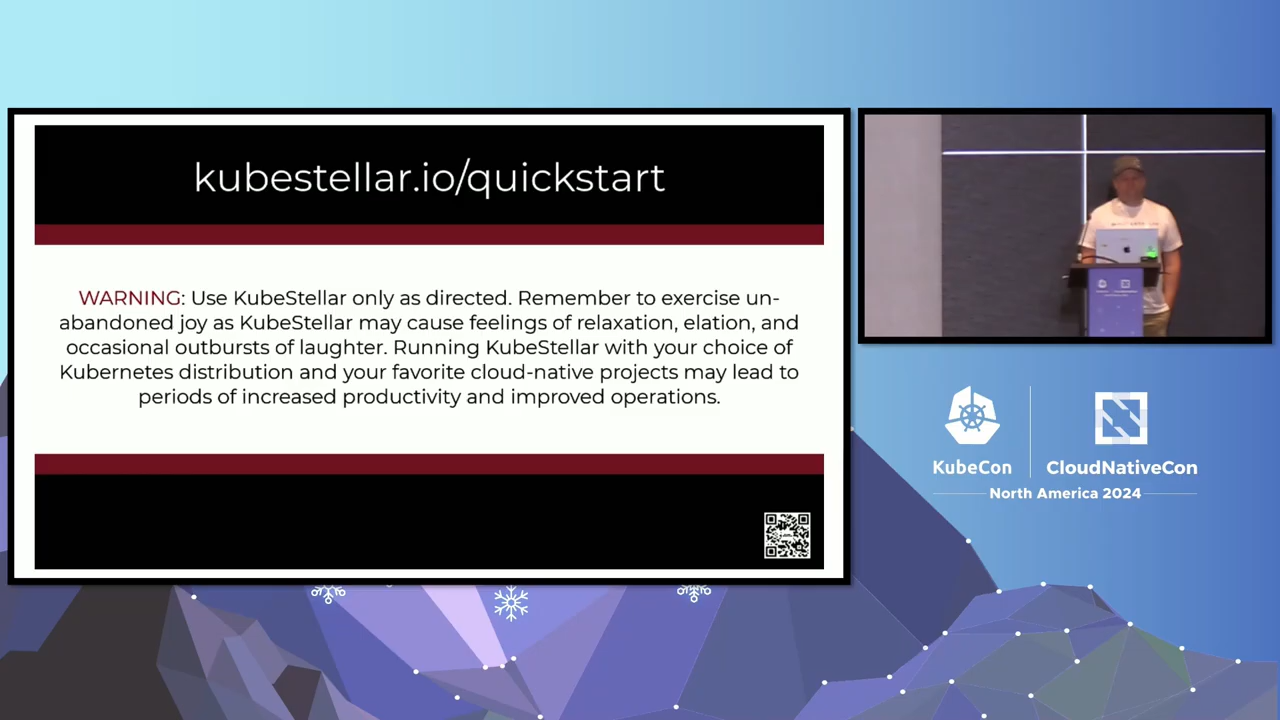 kubestellar.io/quickstart
WARNING: Use KubeStellar only as directed. Remember to exercise un-
abandoned joy as KubeStellar may cause feelings of relaxation, elation, and
occasional outbursts of laughter. Running KubeStellar with your choice of
Kubernetes distribution and your favorite cloud-native projects may lead to
periods of increased productivity and improved operations.
KubeCon
CloudNativeCon
North America 2024